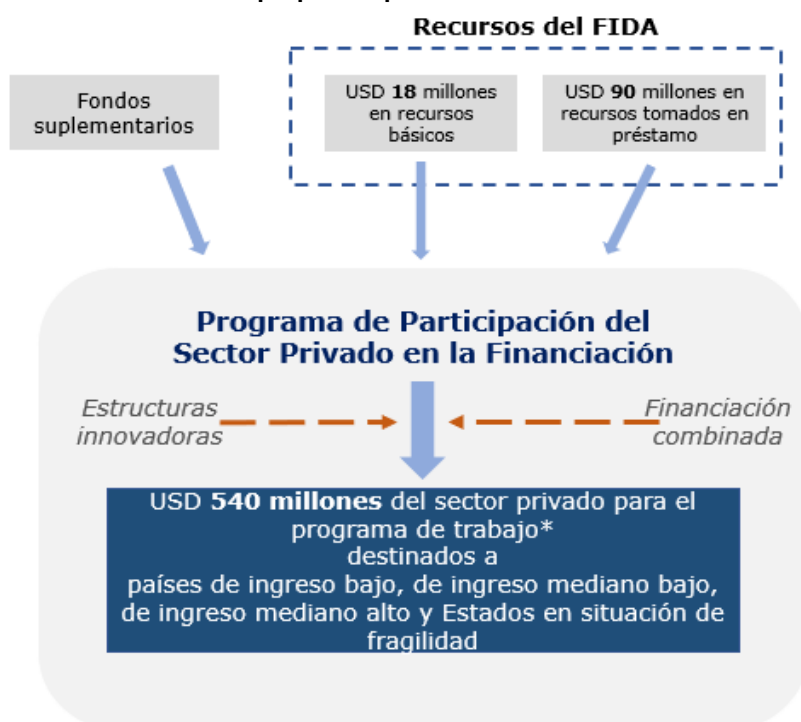 Recursos del FIDA
Fondos
suplementarios
USD 18 millones
en recursos
básicos
USD 90 millones en
recursos tomados en
préstamo
Programa de Participación del
Sector Privado en la Financiación
Estructuras
innovadoras
Financiación
combinada
USD 540 millones del sector privado para el
programa de trabajo*
destinados a
países de ingreso bajo, de ingreso mediano bajo,
de ingreso mediano alto y Estados en situación de
fragilidad